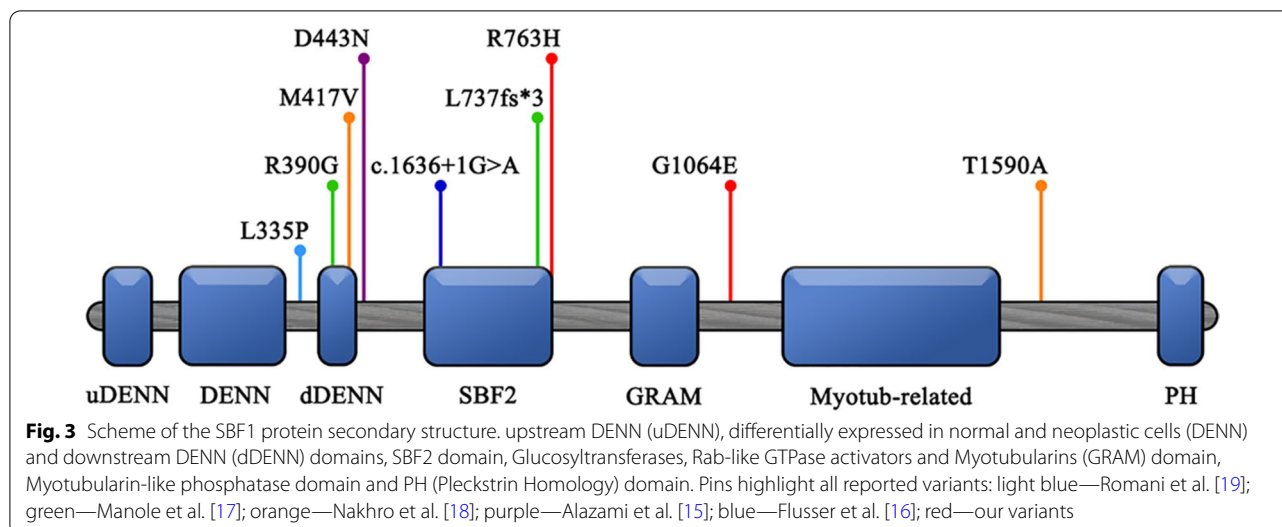 D443N R763H
M417V L737fs*3
R390G c.1636+1G>A G1064E T1590A
L335P
uDENN DENN dDENN SBF2 GRAM Myotub-related PH
Fig. 3 Scheme of the SBF1 protein secondary structure. upstream DENN (uDENN), differentially expressed in normal and neoplastic cells (DENN)
and downstream DENN (dDENN) domains, SBF2 domain, Glucosyltransferases, Rab-like GTPase activators and Myotubularins (GRAM) domain,
Myotubularin-like phosphatase domain and PH (Pleckstrin Homology) domain. Pins highlight all reported variants: light blue—Romani et al. [19];
green—Manole et al. [17]; orange—Nakhro et al. [18]; purple—Alazami et al. [15]; blue—Flusser et al. [16]; red—our variants